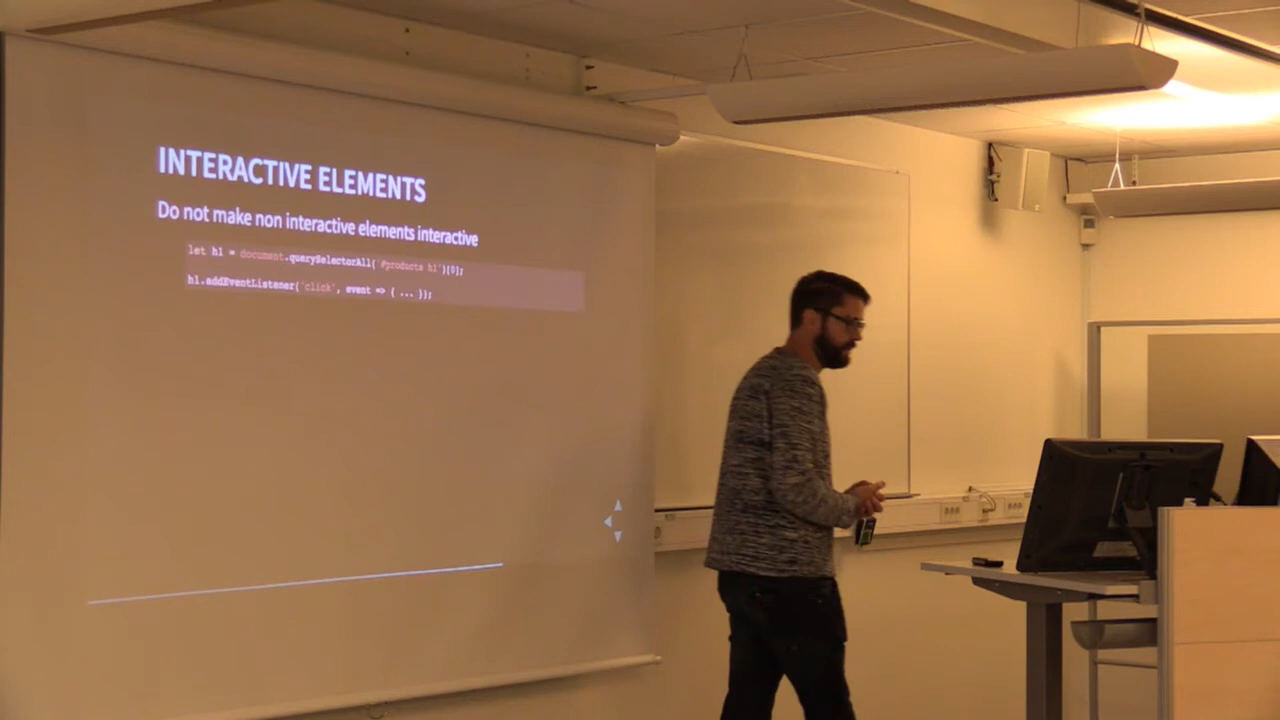 INTERACTIVE ELEMENTS
Do not make non interactive elements interactive
let h1 = document.querySelectorAll('#products h1')[0];
h1.addEventListener('click', event => { ... });